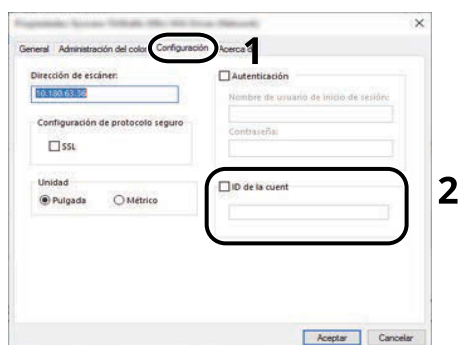 General
Administración del color
Configuración
Acerca
1
Dirección de escáner:
10.180.63.36
Configuración de protocolo seguro
SSL
Unidad
Pulgada
Métrico
Autenticación
Nombre de usuario de inicio de sesión:
Contraseña:
ID de la cuent
2
Aceptar
Cancelar